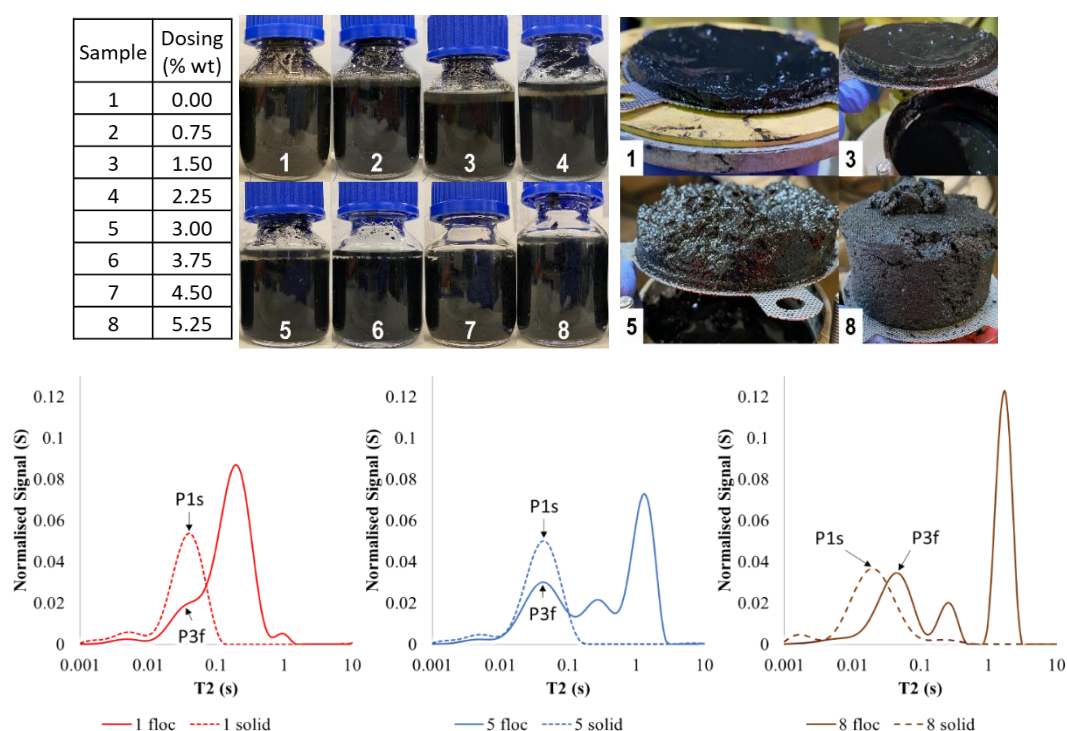 Sample Dosing (% wt)
1 0.00
2 0.75
3 1.50
4 2.25
5 3.00
6 3.75
7 4.50
8 5.25
1 2 3 4
5 6 7 8
1 3
5 8
Normalised Signal (S)
0.12
0.1
0.08
0.06
0.04
0.02
0
P1s
P3f
0.001 0.01 0.1 1 10
T2 (s)
1 floc 1 solid
Normalised Signal (S)
0.12
0.1
0.08
0.06
0.04
0.02
0
P1s
P3f
0.001 0.01 0.1 1 10
T2 (s)
5 floc 5 solid
Normalised Signal (S)
0.12
0.1
0.08
0.06
0.04
0.02
0
P1s P3f
0.001 0.01 0.1 1 10
T2 (s)
8 floc 8 solid